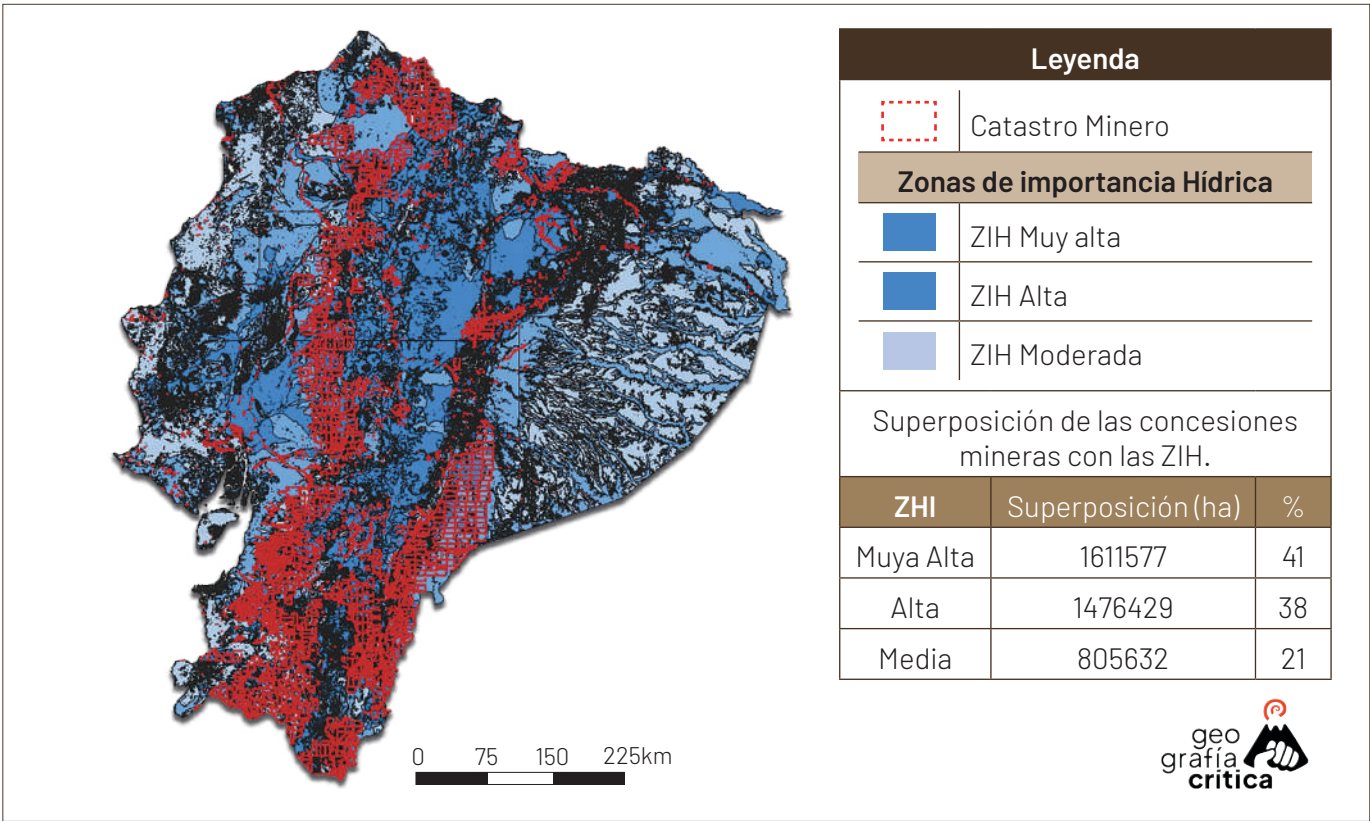 Leyenda
Catastro Minero
Zonas de importancia Hídrica
ZIH Muy alta
ZIH Alta
ZIH Moderada
Superposición de las concesiones
mineras con las ZIH.
ZHI Superposición (ha) %
Muya Alta 1611577 41
Alta 1476429 38
Media 805632 21
0 75 150 225km
geo
grafía
crítica